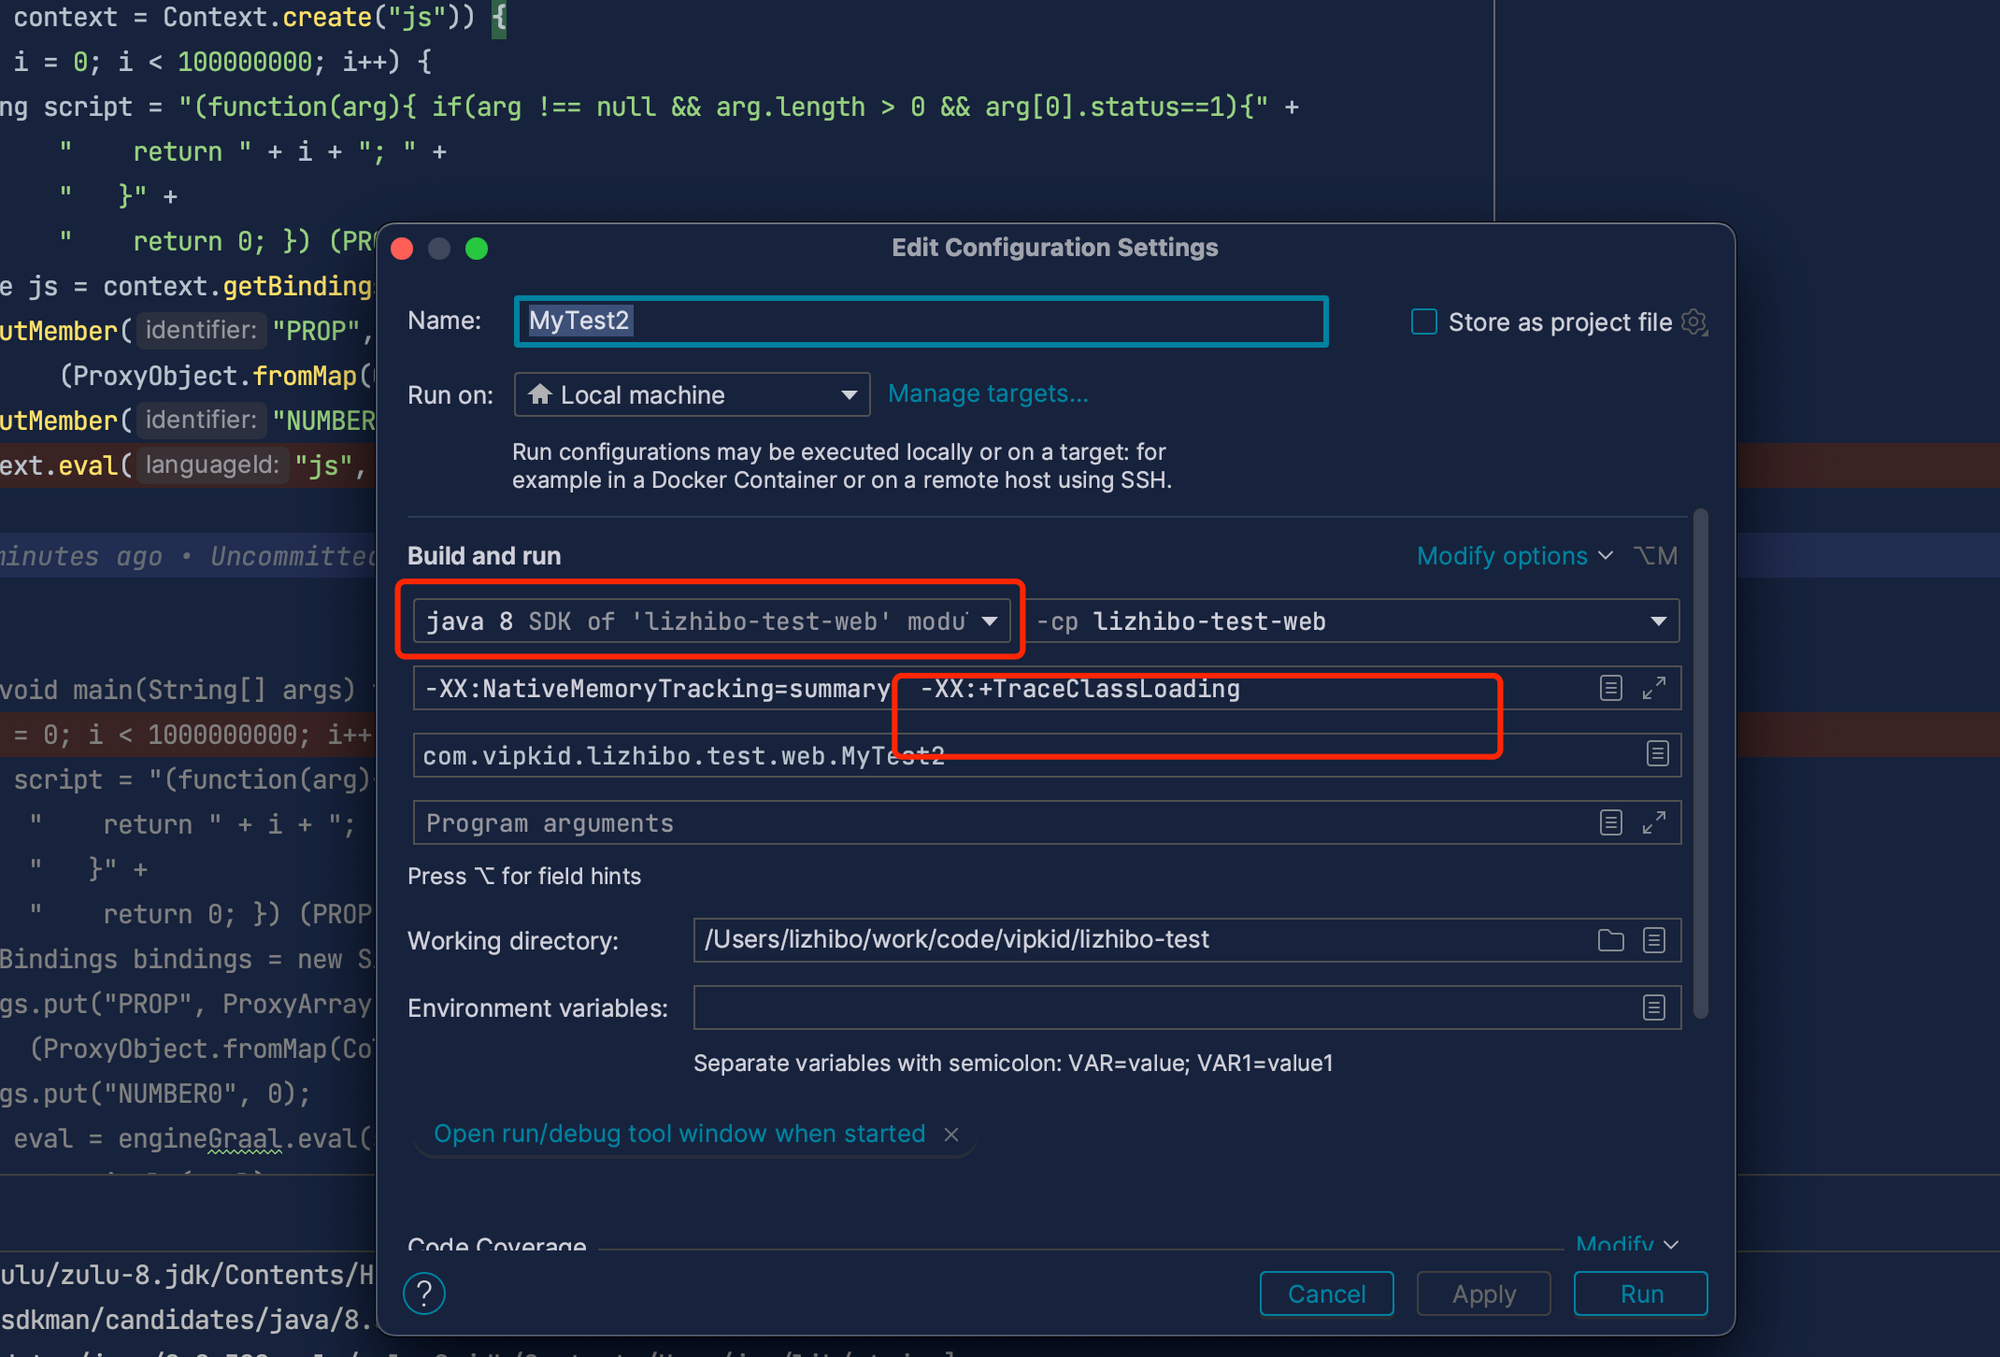 context = Context.create("js")) {
i = 0; i < 100000000; i++) {
ng script = "(function(arg){ if(arg !== null && arg.length > 0 && arg[0].status==1){" +
"    return " + i + "; " +
"   }" +
"    return 0; }) (PRO
e js = context.getBindings
utMember( identifier: "PROP",
(ProxyObject.fromMap(
utMember( identifier: "NUMBER
ext.eval( languageId: "js",
minutes ago • Uncommitted
void main(String[] args)
= 0; i < 1000000000; i++
script = "(function(arg)
"    return " + i + ";
"   }" +
"    return 0; }) (PROP
Bindings bindings = new S
gs.put("PROP", ProxyArray
(ProxyObject.fromMap(Co
gs.put("NUMBER0", 0);
eval = engineGraal.eval(
ulu/zulu-8.jdk/Contents/H
sdkman/candidates/java/8.
Edit Configuration Settings
Name: MyTest2 Store as project file
Run on: Local machine Manage targets...
Run configurations may be executed locally or on a target: for
example in a Docker Container or on a remote host using SSH.
Build and run Modify options ⌥M
java 8 SDK of 'lizhibo-test-web' modu -cp lizhibo-test-web
-XX:NativeMemoryTracking=summary  -XX:+TraceClassLoading
com.vipkid.lizhibo.test.web.MyTest2
Program arguments
Press ⌥ for field hints
Working directory: /Users/lizhibo/work/code/vipkid/lizhibo-test
Environment variables:
Separate variables with semicolon: VAR=value; VAR1=value1
Open run/debug tool window when started ×
Code Coverage Modify
? Cancel Apply Run